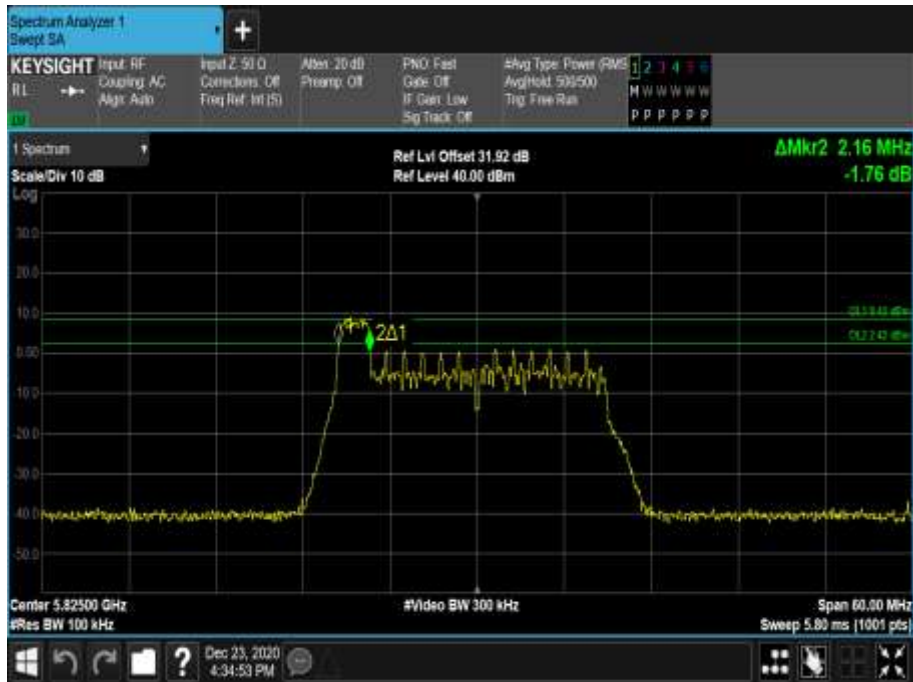 Spectrum Analyzer 1
Swept SA
+
KEYSIGHT
Input: RF
Coupling: AC
Align: Auto
Input Z: 50 Ω
Corrections: Off
Freq Ref: Int (S)
Atten: 20 dB
Preamp: Off
PNO: Fast
Gate: Off
IF Gain: Low
Sig Track: Off
#Avg Type: Power (RMS
Avg|Hold: 500/500
Trig: Free Run
1 2 3 4 5 6
M W W W W W
P P P P P P
RL
1 Spectrum
Scale/Div 10 dB
Log
Ref Lvl Offset 31.92 dB
Ref Level 40.00 dBm
ΔMkr2 2.16 MHz
-1.76 dB
30.0
20.0
10.0
0.00
-10.0
-20.0
-30.0
-40.0
-50.0
2Δ1
Center 5.82500 GHz
#Res BW 100 kHz
#Video BW 300 kHz
Span 60.00 MHz
Sweep 5.80 ms (1001 pts)
?
Dec 23, 2020
4:34:53 PM